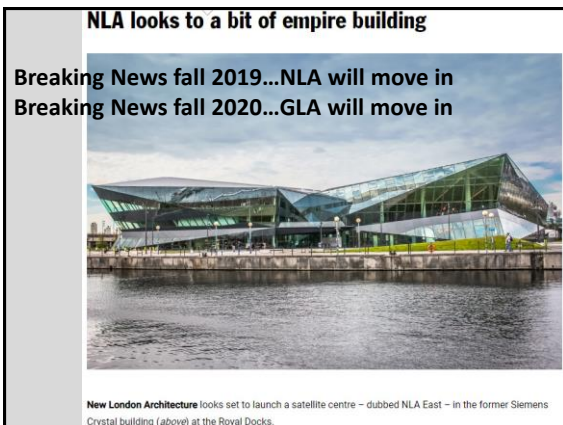 NLA looks to a bit of empire building
Breaking News fall 2019...NLA will move in
Breaking News fall 2020...GLA will move in
New London Architecture looks set to launch a satellite centre – dubbed NLA East – in the former Siemens
Crystal building (above) at the Royal Docks.